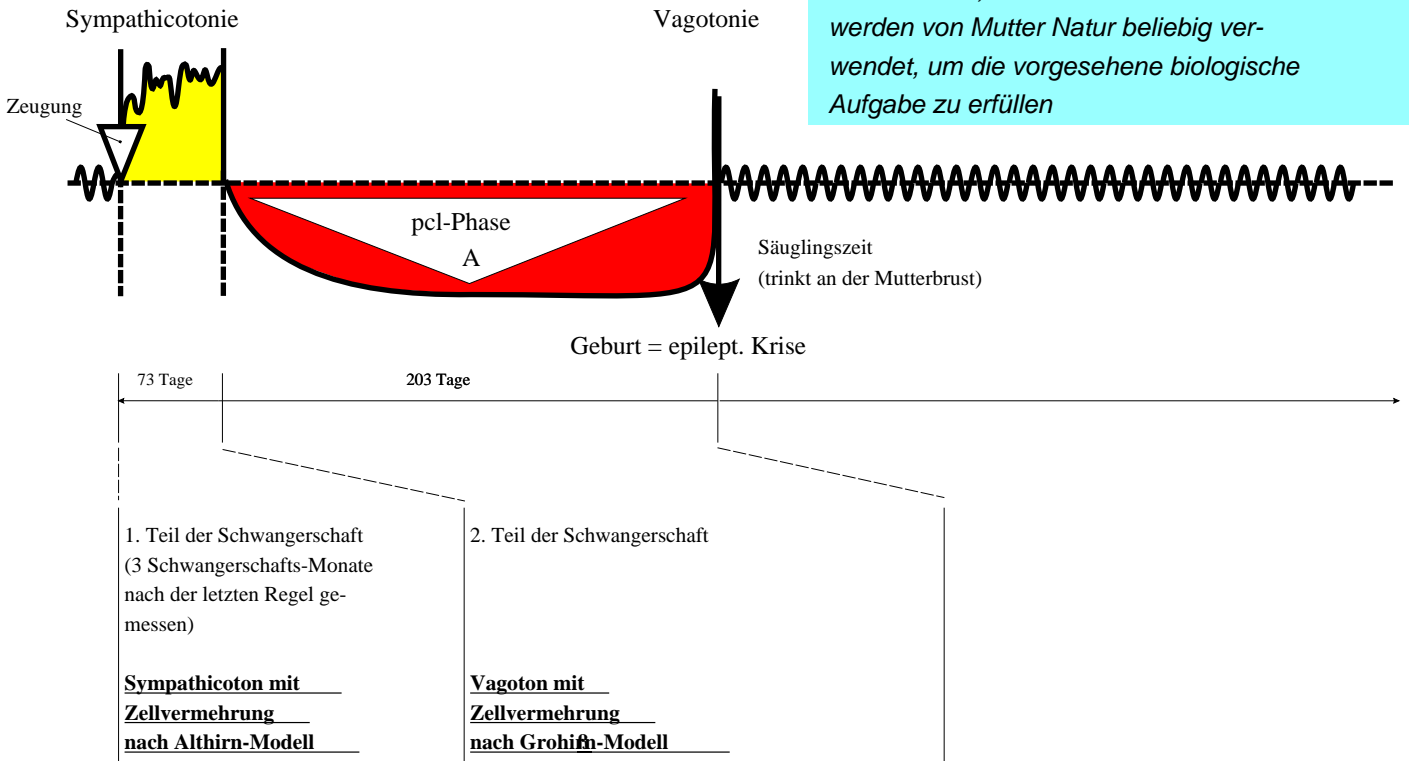 Sympathicotonie
Vagotonie
werden von Mutter Natur beliebig ver-
wendet, um die vorgesehene biologische
Aufgabe zu erfüllen
Zeugung
pcl-Phase
A
Säuglingszeit
(trinkt an der Mutterbrust)
Geburt = epilept. Krise
73 Tage
203 Tage
1. Teil der Schwangerschaft
(3 Schwangerschafts-Monate
nach der letzten Regel ge-
messen)
Sympathicoton mit
Zellvermehrung
nach Althirn-Modell
2. Teil der Schwangerschaft
Vagoton mit
Zellvermehrung
nach Großhirn-Modell